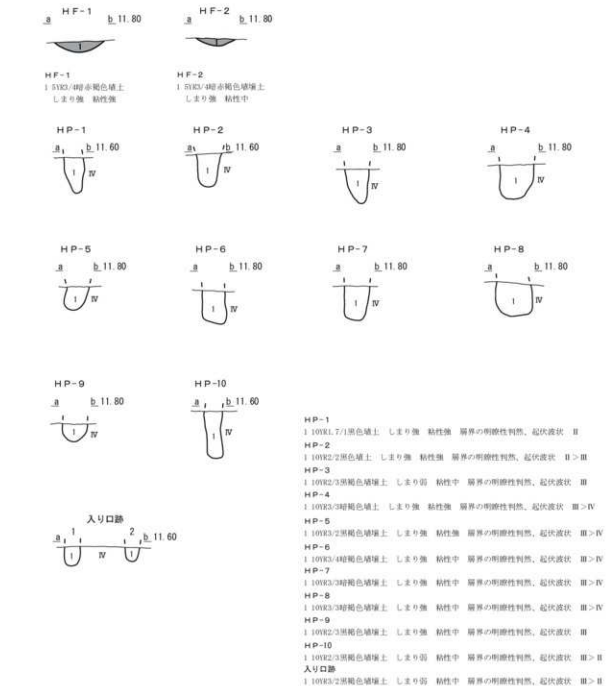 HF-1
a b 11.80
1
HF-2
a b 11.80
1
HF-1
1 5YR3/4暗赤褐色埴土
しまり強 粘性強
HF-2
1 5YR3/4暗赤褐色埴壌土
しまり強 粘性中
HP-1
a b 11.60
1 Ⅳ
HP-2
a b 11.60
1 Ⅳ
HP-3
a b 11.80
1 Ⅳ
HP-4
a b 11.80
1 Ⅳ
HP-5
a b 11.80
1 Ⅳ
HP-6
a b 11.80
1 Ⅳ
HP-7
a b 11.80
1 Ⅳ
HP-8
a b 11.80
1 Ⅳ
HP-9
a b 11.80
1 Ⅳ
HP-10
a b 11.60
1 Ⅳ
入り口跡
a 1 2 b 11.60
1 Ⅳ 1
HP-1
1 10YR1.7/1黒色埴土 しまり強 粘性強 層界の明瞭性判然、起伏波状 Ⅱ
HP-2
1 10YR2/2黒色埴土 しまり強 粘性強 層界の明瞭性判然、起伏波状 Ⅱ>Ⅲ
HP-3
1 10YR2/3黒褐色埴壌土 しまり弱 粘性中 層界の明瞭性判然、起伏波状 Ⅲ
HP-4
1 10YR3/3暗褐色埴土 しまり強 粘性強 層界の明瞭性判然、起伏波状 Ⅲ>Ⅳ
HP-5
1 10YR3/2黒褐色埴壌土 しまり強 粘性強 層界の明瞭性判然、起伏波状 Ⅲ>Ⅳ
HP-6
1 10YR3/4暗褐色埴壌土 しまり強 粘性中 層界の明瞭性判然、起伏波状 Ⅲ>Ⅳ
HP-7
1 10YR3/3暗褐色埴壌土 しまり強 粘性中 層界の明瞭性判然、起伏波状 Ⅲ>Ⅳ
HP-8
1 10YR3/3暗褐色埴壌土 しまり強 粘性中 層界の明瞭性判然、起伏波状 Ⅲ>Ⅳ
HP-9
1 10YR2/3黒褐色埴壌土 しまり強 粘性中 層界の明瞭性判然、起伏波状 Ⅲ
HP-10
1 10YR2/3黒褐色埴壌土 しまり弱 粘性中 層界の明瞭性判然、起伏波状 Ⅲ>Ⅱ
入り口跡
1 10YR3/2黒褐色埴壌土 しまり弱 粘性中 層界の明瞭性判然、起伏波状 Ⅲ>Ⅱ